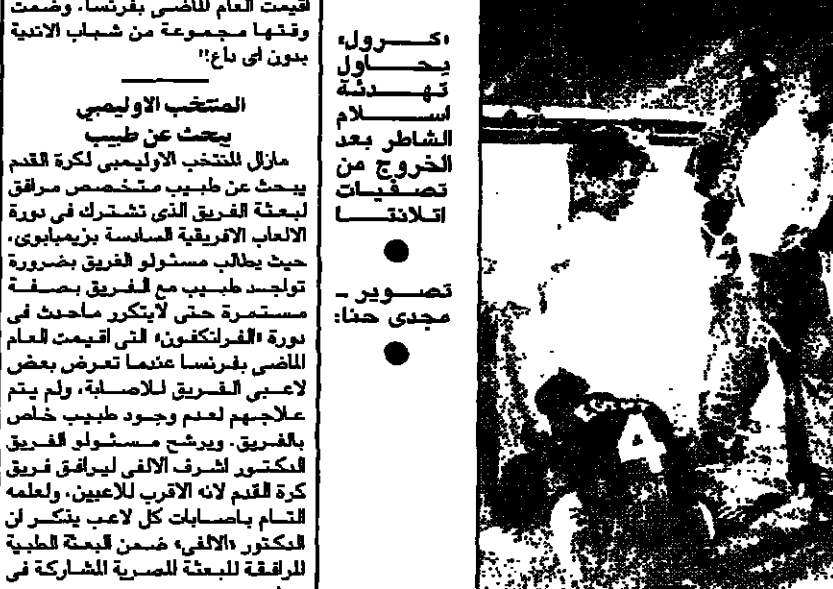 اقيمت العام الماضى بفرنسا، وضمت
وقتها مجموعة من شباب الاندية
بدون اى داع!!
المنتخب الاوليمبي
يبحث عن طبيب
مازال المنتخب الاوليمبى لكرة القدم
يبحث عن طبيب متخصص مرافق
لبعثة الفريق الذى تشترك فى دورة
الالعاب الافريقية السادسة بزيمبابوى،
حيث يطالب مسئولو الفريق بضرورة
تواجد طبيب مع الفريق بصفة
مستمرة حتى لايتكرر ماحدث فى
دورة «الفرانكفون» التى اقيمت العام
الماضى بفرنسا عندما تعرض بعض
لاعبى الفريق للاصابة، ولم يتم
علاجهم لعدم وجود طبيب خاص
بالفريق. ويرشح مسئولو الفريق
الدكتور اشرف الالفى ليرافق فريق
كرة القدم لانه الاقرب للاعبين، ولعلمه
التام باصابات كل لاعب يذكر ان
الدكتور «الالفى» ضمن البعثة الطبية
المرافقة للبعثة المصرية المشاركة فى
«كرول»
يحاول
تهدئة
اسلام
الشاطر بعد
الخروج من
تصفيات
اتلانتا
تصوير ـ
مجدى حنا:
4